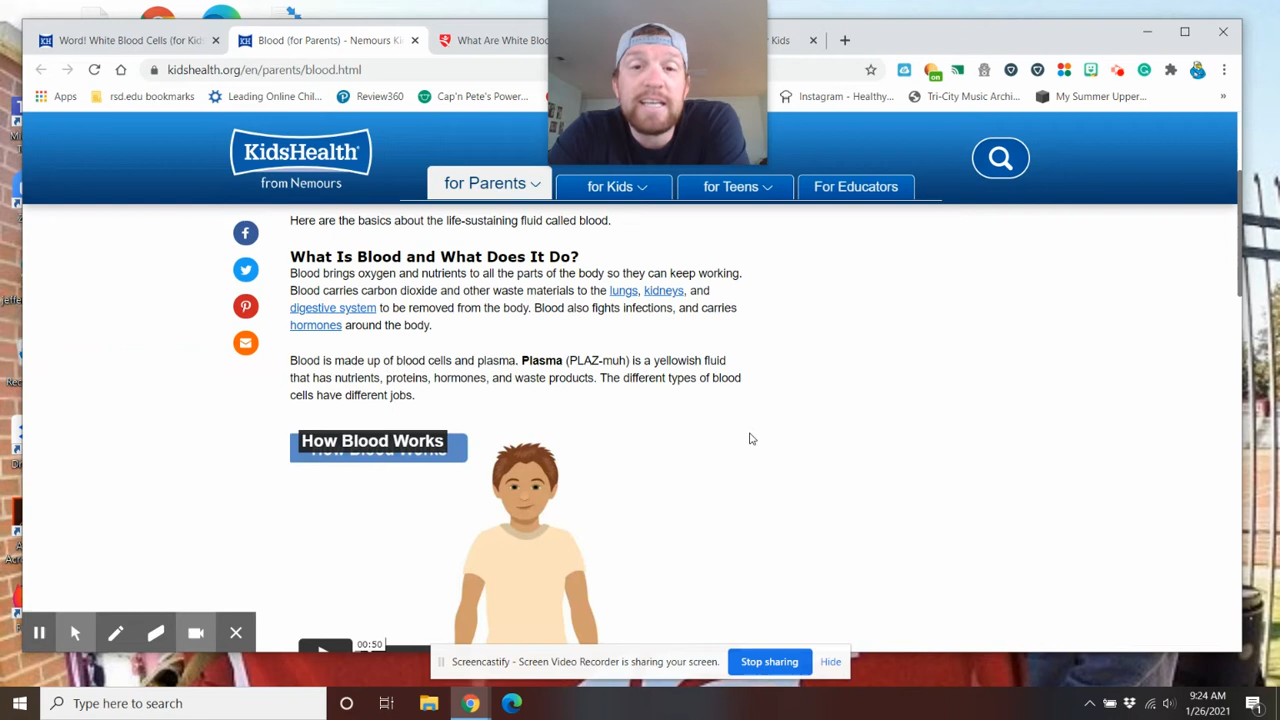 Word! White Blood Cells (for Kids
Blood (for Parents) - Nemours Ki
What Are White Bloo
Kids
kidshealth.org/en/parents/blood.html
on
Apps
rsd.edu bookmarks
Leading Online Chil...
Review360
Cap'n Pete's Power...
Instagram - Healthy...
Tri-City Music Archi...
My Summer Upper...
KidsHealth
from Nemours
for Parents
for Kids
for Teens
For Educators
Here are the basics about the life-sustaining fluid called blood.
What Is Blood and What Does It Do?
Blood brings oxygen and nutrients to all the parts of the body so they can keep working.
Blood carries carbon dioxide and other waste materials to the lungs, kidneys, and
digestive system to be removed from the body. Blood also fights infections, and carries
hormones around the body.
Blood is made up of blood cells and plasma. Plasma (PLAZ-muh) is a yellowish fluid
that has nutrients, proteins, hormones, and waste products. The different types of blood
cells have different jobs.
How Blood Works
How Blood Works
00:50
Screencastify - Screen Video Recorder is sharing your screen.
Stop sharing
Hide
Type here to search
9:24 AM
1/26/2021